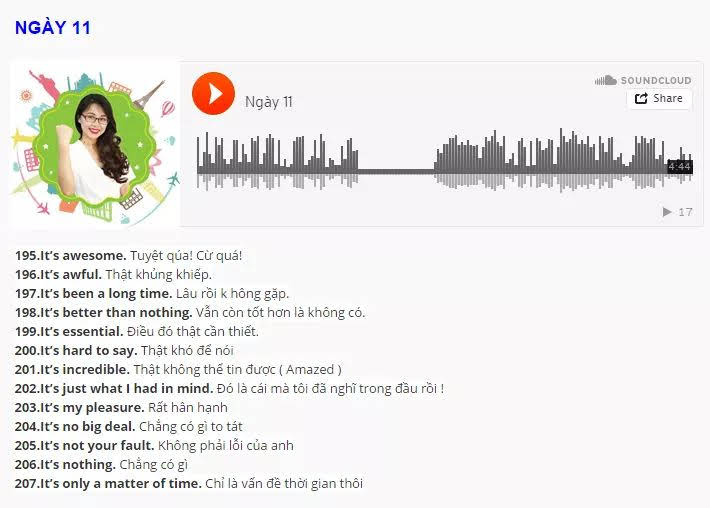 NGÀY 11
SOUNDCLOUD
Share
Ngày 11
4:44
17
195.It's awesome. Tuyệt qúa! Cừ quá!
196.It's awful. Thật khủng khiếp.
197.It's been a long time. Lâu rồi k hông gặp.
198.It's better than nothing. Vẫn còn tốt hơn là không có.
199.It's essential. Điều đó thật cần thiết.
200.It's hard to say. Thật khó để nói
201.It's incredible. Thật không thể tin được ( Amazed )
202.It's just what I had in mind. Đó là cái mà tôi đã nghĩ trong đầu rồi !
203.It's my pleasure. Rất hân hạnh
204.It's no big deal. Chẳng có gì to tát
205.It's not your fault. Không phải lỗi của anh
206.It's nothing. Chẳng có gì
207.It's only a matter of time. Chỉ là vấn đề thời gian thôi